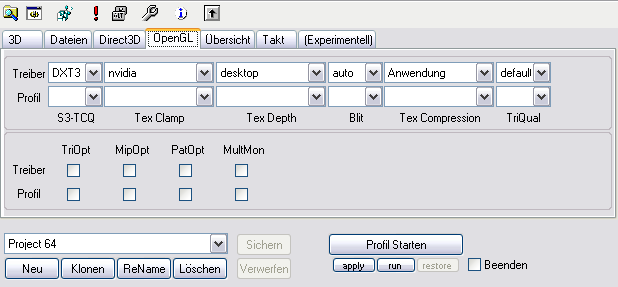 3D Dateien Direct3D OpenGL Übersicht Takt (Experimentell)
Treiber DXT3 nvidia desktop auto Anwendung default
Profil
S3-TCQ Tex Clamp Tex Depth Blit Tex Compression TriQual
TriOpt MipOpt PatOpt MultMon
Treiber
Profil
Project 64 Sichern Profil Starten
Neu Klonen ReName Löschen Verwerfen apply run restore Beenden